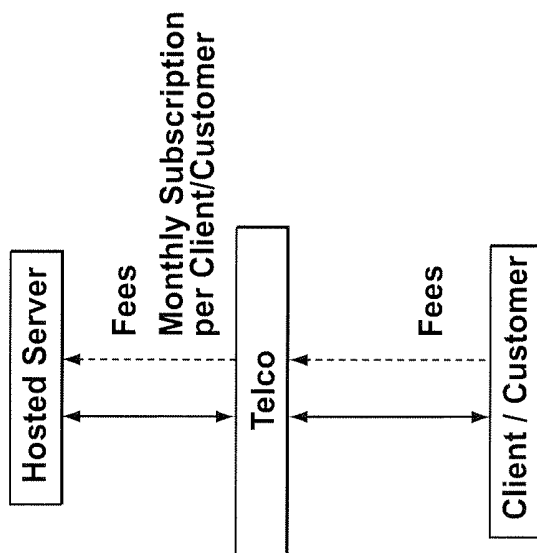 Hosted Server
Fees
Monthly Subscription
per Client/Customer
Telco
Fees
Client / Customer